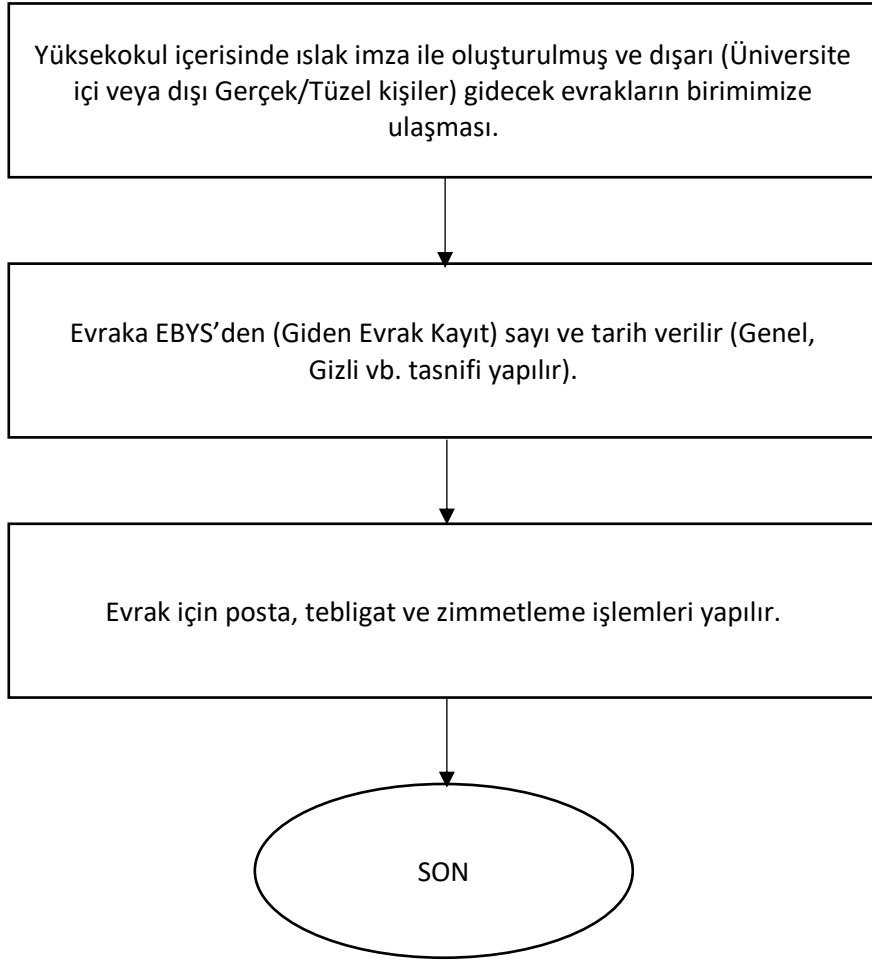 Yüksekokul içerisinde ıslak imza ile oluşturulmuş ve dışarı (Üniversite
içi veya dışı Gerçek/Tüzel kişiler) gidecek evrakların birimimize
ulaşması.
Evraka EBYS’den (Giden Evrak Kayıt) sayı ve tarih verilir (Genel,
Gizli vb. tasnifi yapılır).
Evrak için posta, tebligat ve zimmetleme işlemleri yapılır.
SON